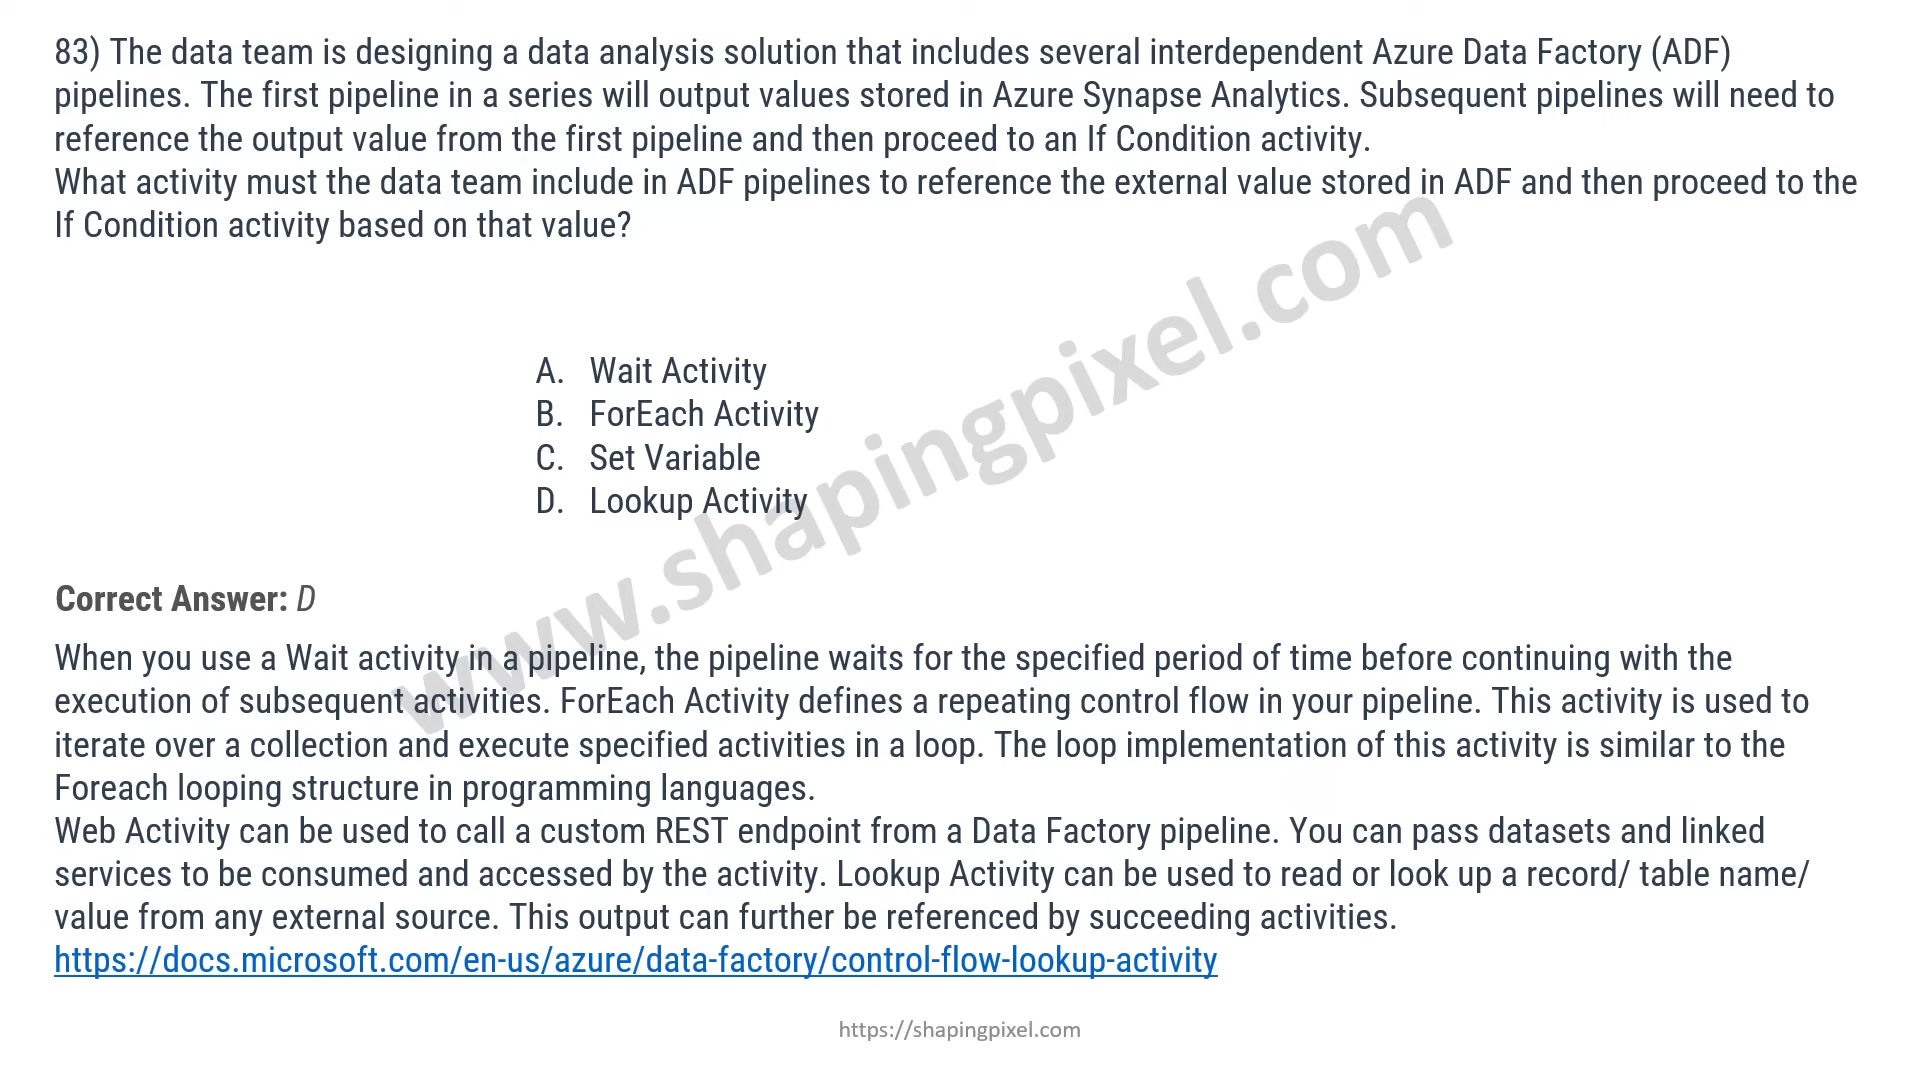 83) The data team is designing a data analysis solution that includes several interdependent Azure Data Factory (ADF)
pipelines. The first pipeline in a series will output values stored in Azure Synapse Analytics. Subsequent pipelines will need to
reference the output value from the first pipeline and then proceed to an If Condition activity.
What activity must the data team include in ADF pipelines to reference the external value stored in ADF and then proceed to the
If Condition activity based on that value?
A. Wait Activity
B. ForEach Activity
C. Set Variable
D. Lookup Activity
www.shapingpixel.com
Correct Answer: D
When you use a Wait activity in a pipeline, the pipeline waits for the specified period of time before continuing with the
execution of subsequent activities. ForEach Activity defines a repeating control flow in your pipeline. This activity is used to
iterate over a collection and execute specified activities in a loop. The loop implementation of this activity is similar to the
Foreach looping structure in programming languages.
Web Activity can be used to call a custom REST endpoint from a Data Factory pipeline. You can pass datasets and linked
services to be consumed and accessed by the activity. Lookup Activity can be used to read or look up a record/ table name/
value from any external source. This output can further be referenced by succeeding activities.
https://docs.microsoft.com/en-us/azure/data-factory/control-flow-lookup-activity
https://shapingpixel.com